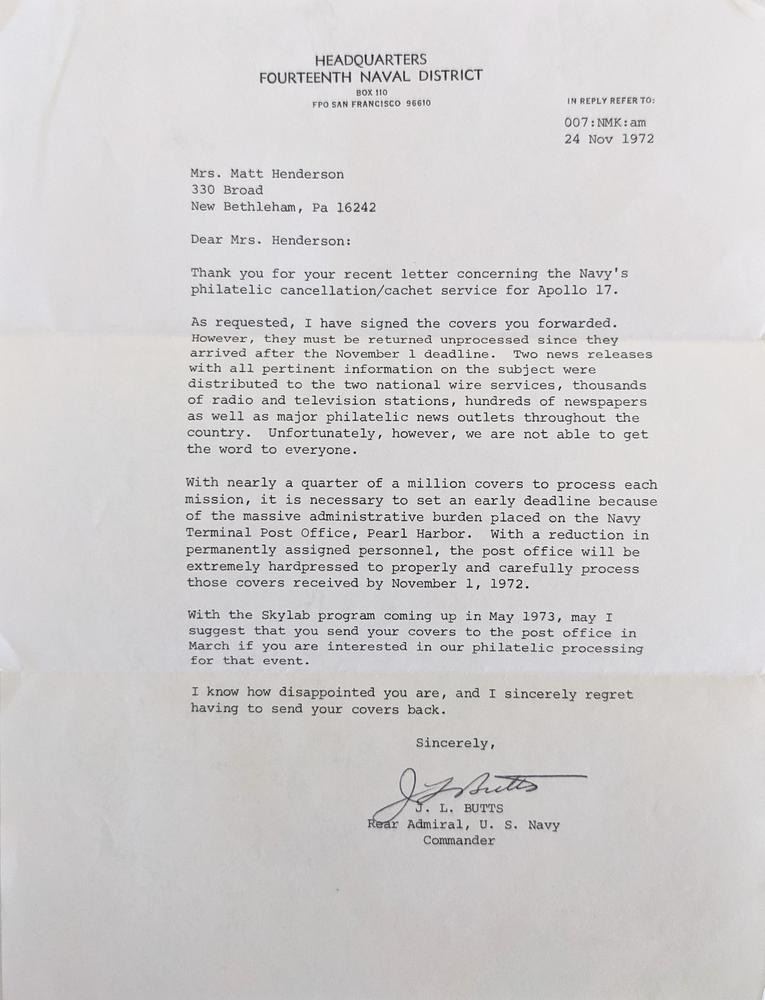 HEADQUARTERS
FOURTEENTH NAVAL DISTRICT
BOX 110
FPO SAN FRANCISCO 96610
IN REPLY REFER TO:
007:NMK:am
24 Nov 1972
Mrs. Matt Henderson
330 Broad
New Bethleham, Pa 16242
Dear Mrs. Henderson:
Thank you for your recent letter concerning the Navy's
philatelic cancellation/cachet service for Apollo 17.
As requested, I have signed the covers you forwarded.
However, they must be returned unprocessed since they
arrived after the November 1 deadline. Two news releases
with all pertinent information on the subject were
distributed to the two national wire services, thousands
of radio and television stations, hundreds of newspapers
as well as major philatelic news outlets throughout the
country. Unfortunately, however, we are not able to get
the word to everyone.
With nearly a quarter of a million covers to process each
mission, it is necessary to set an early deadline because
of the massive administrative burden placed on the Navy
Terminal Post Office, Pearl Harbor. With a reduction in
permanently assigned personnel, the post office will be
extremely hardpressed to properly and carefully process
those covers received by November 1, 1972.
With the Skylab program coming up in May 1973, may I
suggest that you send your covers to the post office in
March if you are interested in our philatelic processing
for that event.
I know how disappointed you are, and I sincerely regret
having to send your covers back.
Sincerely,
J L Butts
J. L. BUTTS
Rear Admiral, U. S. Navy
Commander